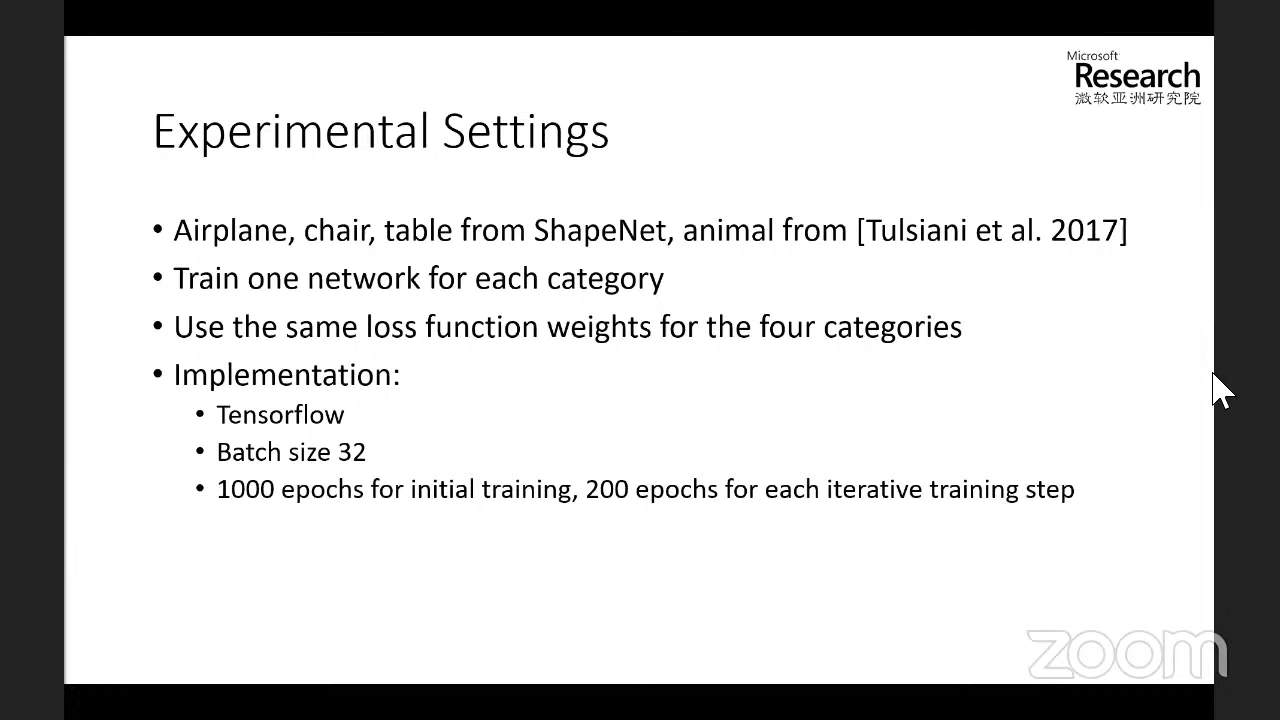 Microsoft
Research
微软亚洲研究院
Experimental Settings
• Airplane, chair, table from ShapeNet, animal from [Tulsiani et al. 2017]
• Train one network for each category
• Use the same loss function weights for the four categories
• Implementation:
• Tensorflow
• Batch size 32
• 1000 epochs for initial training, 200 epochs for each iterative training step
zoom